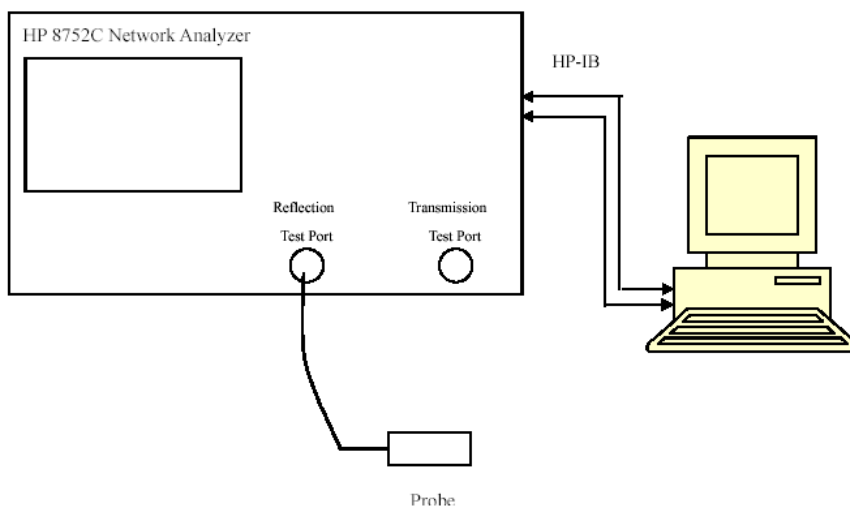 HP 8752C Network Analyzer
HP-IB
Reflection
Test Port
Transmission
Test Port
Probe